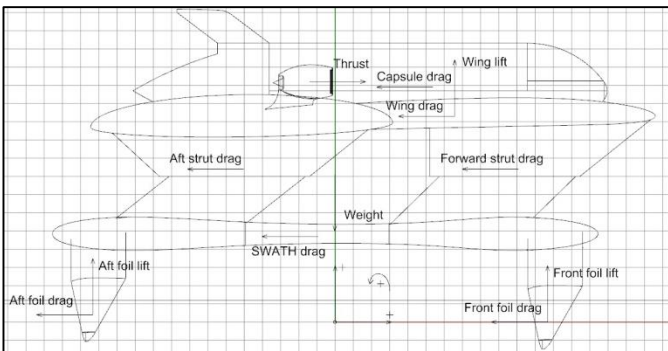 Thrust
Wing lift
Capsule drag
Wing drag
Aft strut drag
Forward strut drag
Weight
SWATH drag
Aft foil lift
Front foil lift
Aft foil drag
Front foil drag